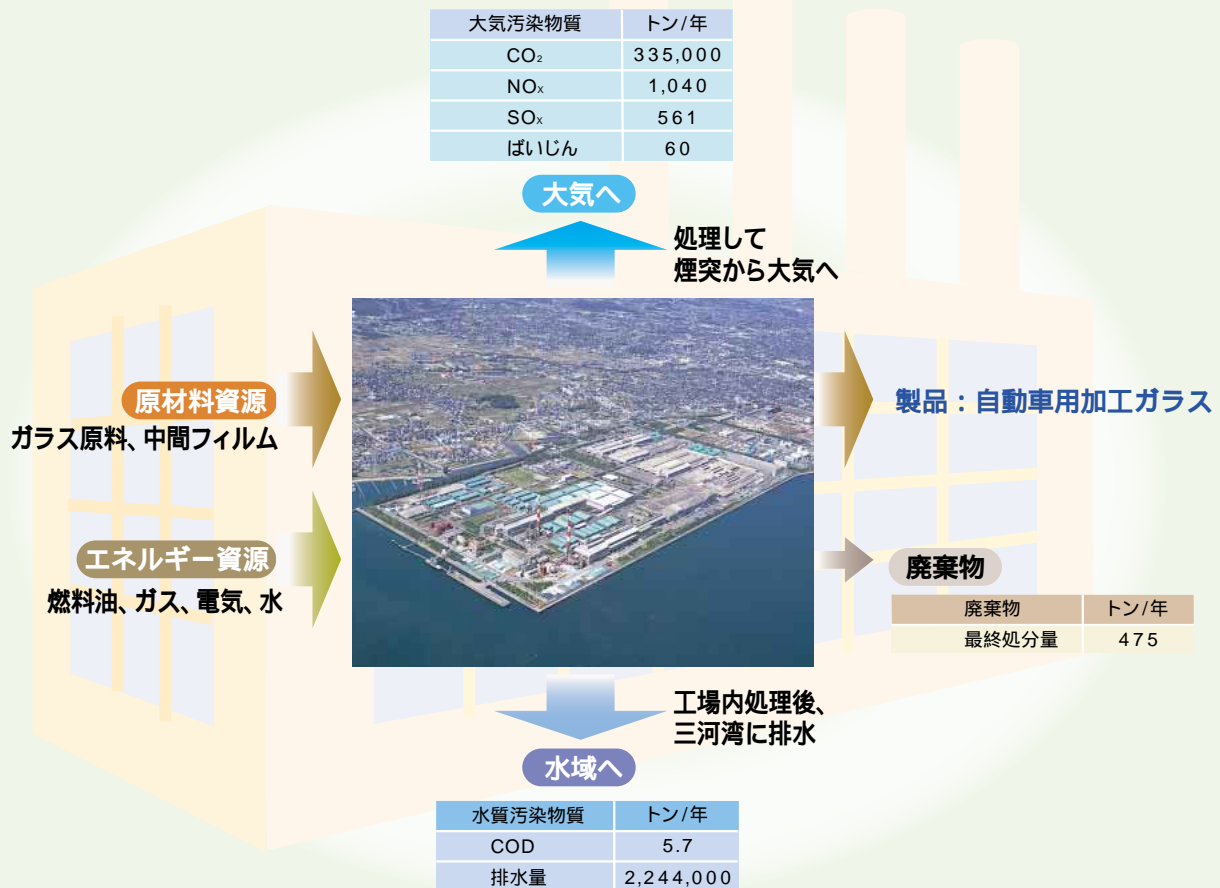 大気汚染物質 トン/年
CO₂ 335,000
NOx 1,040
SOx 561
ばいじん 60
大気へ
処理して
煙突から大気へ
原材料資源
ガラス原料、中間フィルム
製品：自動車用加工ガラス
エネルギー資源
燃料油、ガス、電気、水
廃棄物
廃棄物 トン/年
最終処分量 475
工場内処理後、
三河湾に排水
水域へ
水質汚染物質 トン/年
COD 5.7
排水量 2,244,000